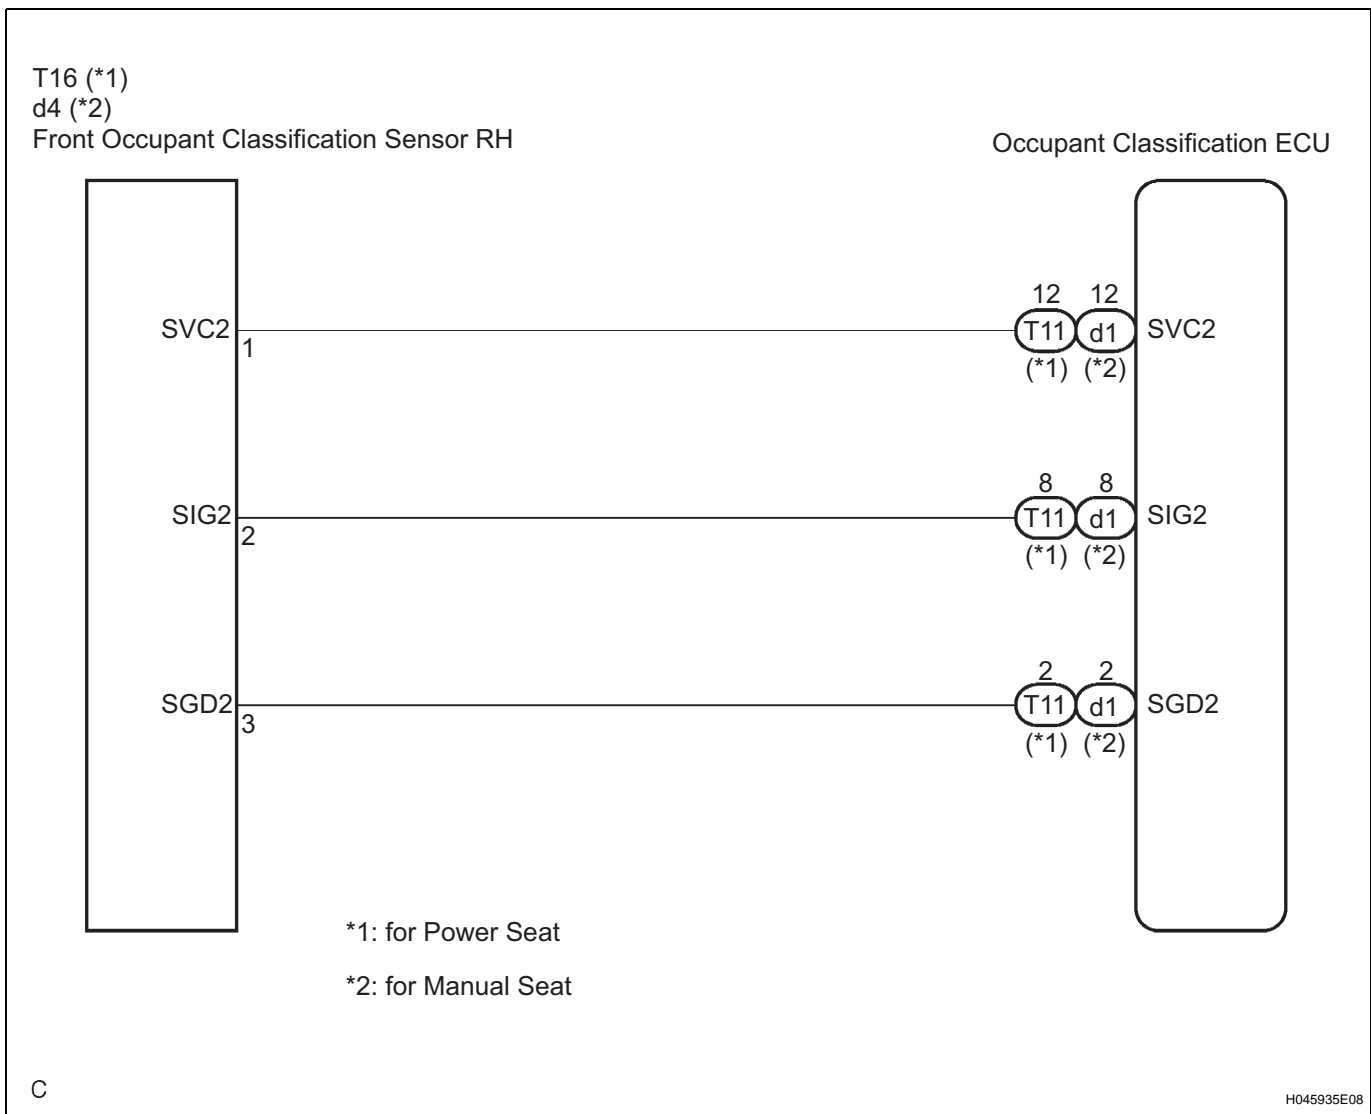 T16 (*1)
d4 (*2)
Front Occupant Classification Sensor RH
Occupant Classification ECU
12 12
SVC2 1 T11 d1 SVC2
(*1) (*2)
8 8
SIG2 2 T11 d1 SIG2
(*1) (*2)
2 2
SGD2 3 T11 d1 SGD2
(*1) (*2)
*1: for Power Seat
*2: for Manual Seat
C
H045935E08